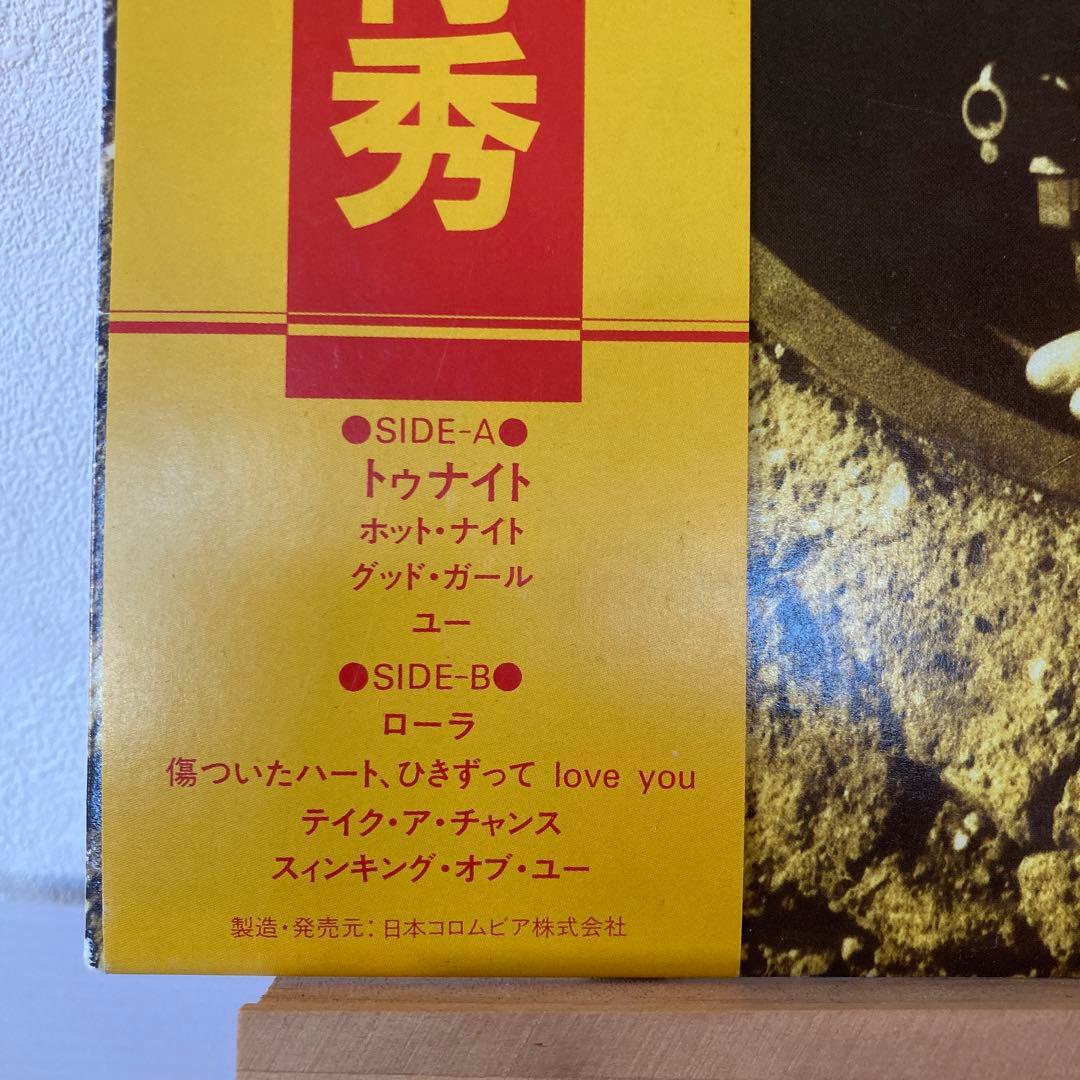 秀
●SIDE-A●
トゥナイト
ホット・ナイト
グッド・ガール
ユー
●SIDE-B●
ローラ
傷ついたハート、ひきずって love you
テイク・ア・チャンス
スィンキング・オブ・ユー
製造・発売元：日本コロムビア株式会社